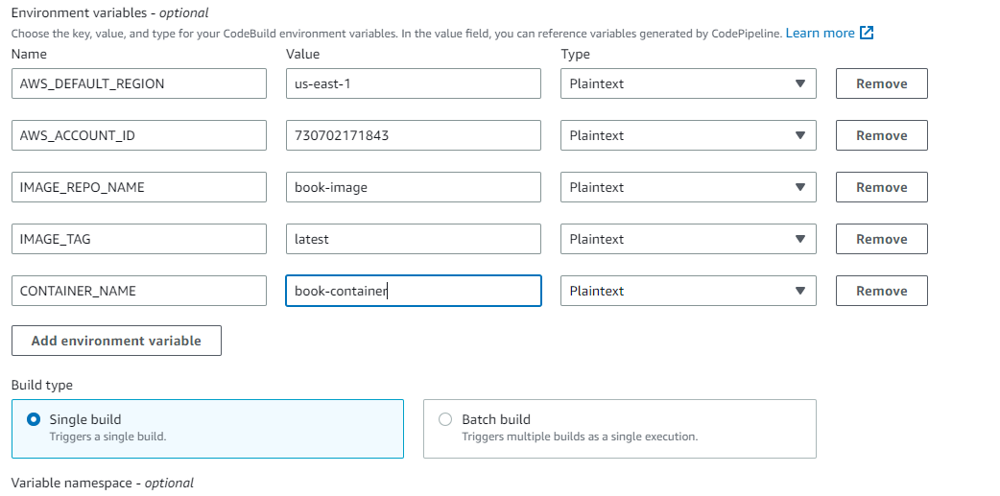 Environment variables - optional
Choose the key, value, and type for your CodeBuild environment variables. In the value field, you can reference variables generated by CodePipeline. Learn more
Name Value Type
AWS_DEFAULT_REGION us-east-1 Plaintext Remove
AWS_ACCOUNT_ID 730702171843 Plaintext Remove
IMAGE_REPO_NAME book-image Plaintext Remove
IMAGE_TAG latest Plaintext Remove
CONTAINER_NAME book-container Plaintext Remove
Add environment variable
Build type
Single build Batch build
Triggers a single build. Triggers multiple builds as a single execution.
Variable namespace - optional